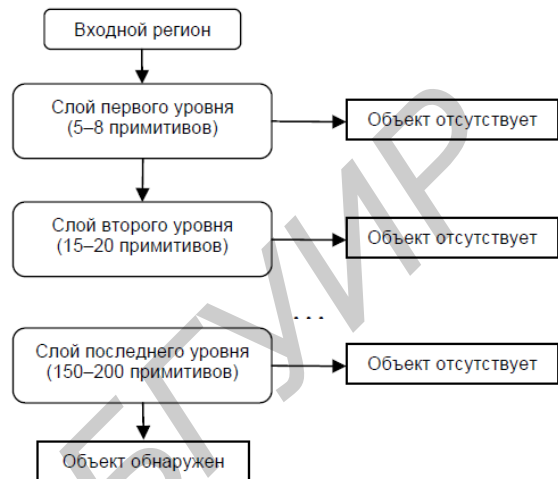 Входной регион
Слой первого уровня
(5–8 примитивов)
Объект отсутствует
Слой второго уровня
(15–20 примитивов)
Объект отсутствует
. . .
Слой последнего уровня
(150–200 примитивов)
Объект отсутствует
Объект обнаружен
БГУИР